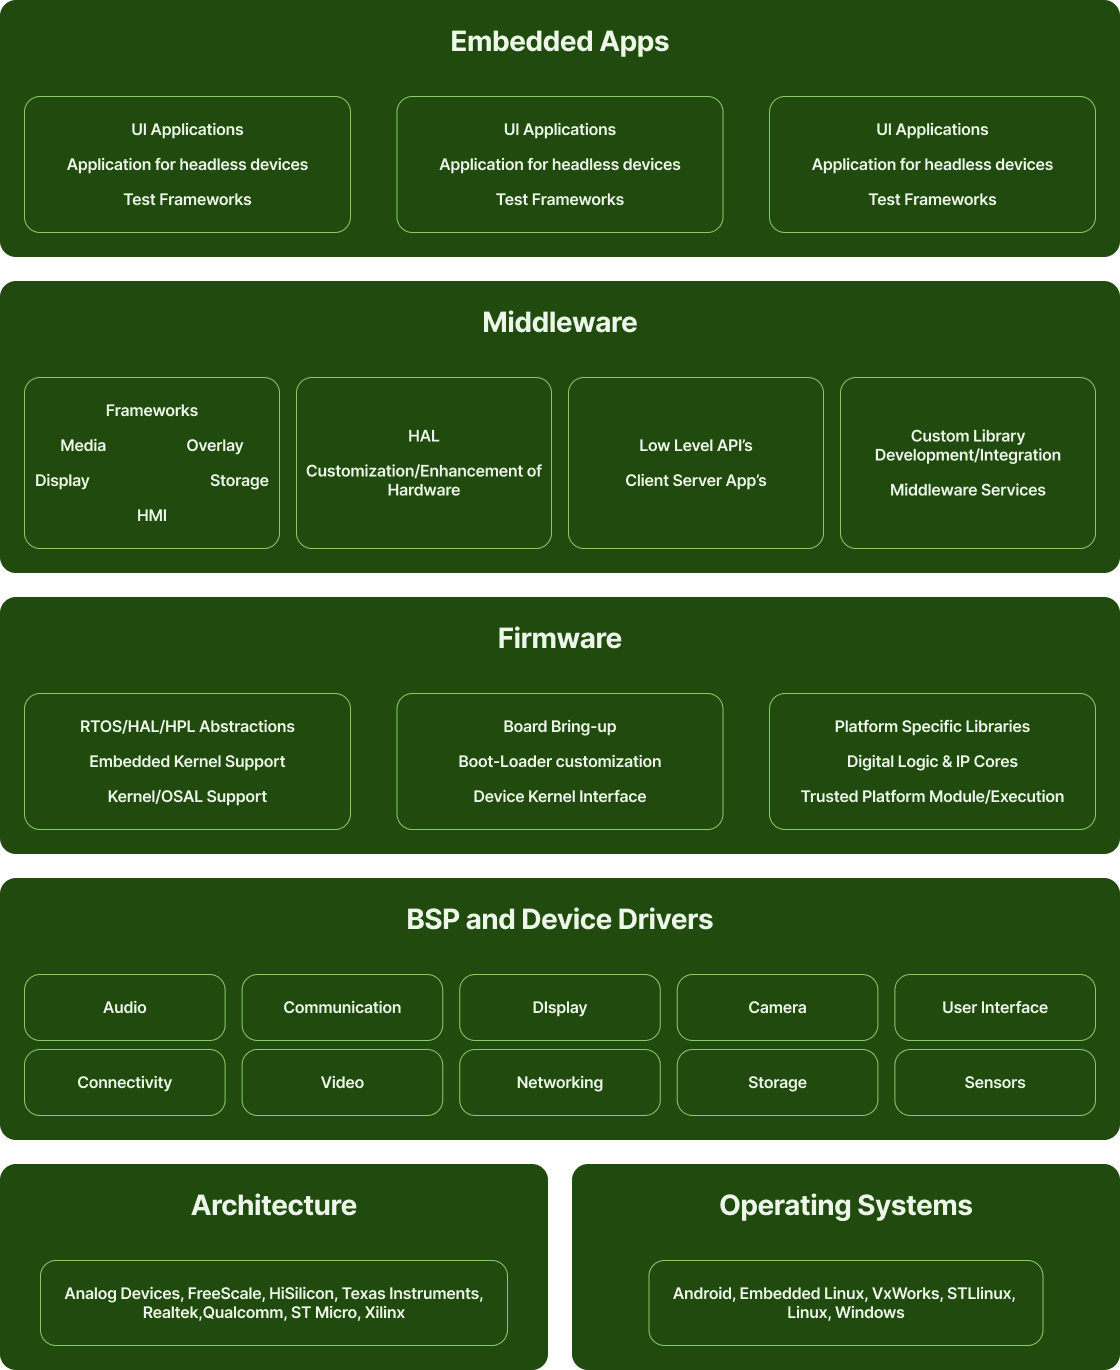 Embedded Apps
UI Applications
Application for headless devices
Test Frameworks
UI Applications
Application for headless devices
Test Frameworks
UI Applications
Application for headless devices
Test Frameworks
Middleware
Frameworks
Media Overlay
Display Storage
HMI
HAL
Customization/Enhancement of
Hardware
Low Level API’s
Client Server App’s
Custom Library
Development/Integration
Middleware Services
Firmware
RTOS/HAL/HPL Abstractions
Embedded Kernel Support
Kernel/OSAL Support
Board Bring-up
Boot-Loader customization
Device Kernel Interface
Platform Specific Libraries
Digital Logic & IP Cores
Trusted Platform Module/Execution
BSP and Device Drivers
Audio
Communication
DIsplay
Camera
User Interface
Connectivity
Video
Networking
Storage
Sensors
Architecture
Analog Devices, FreeScale, HiSilicon, Texas Instruments,
Realtek,Qualcomm, ST Micro, Xilinx
Operating Systems
Android, Embedded Linux, VxWorks, STLlinux,
Linux, Windows